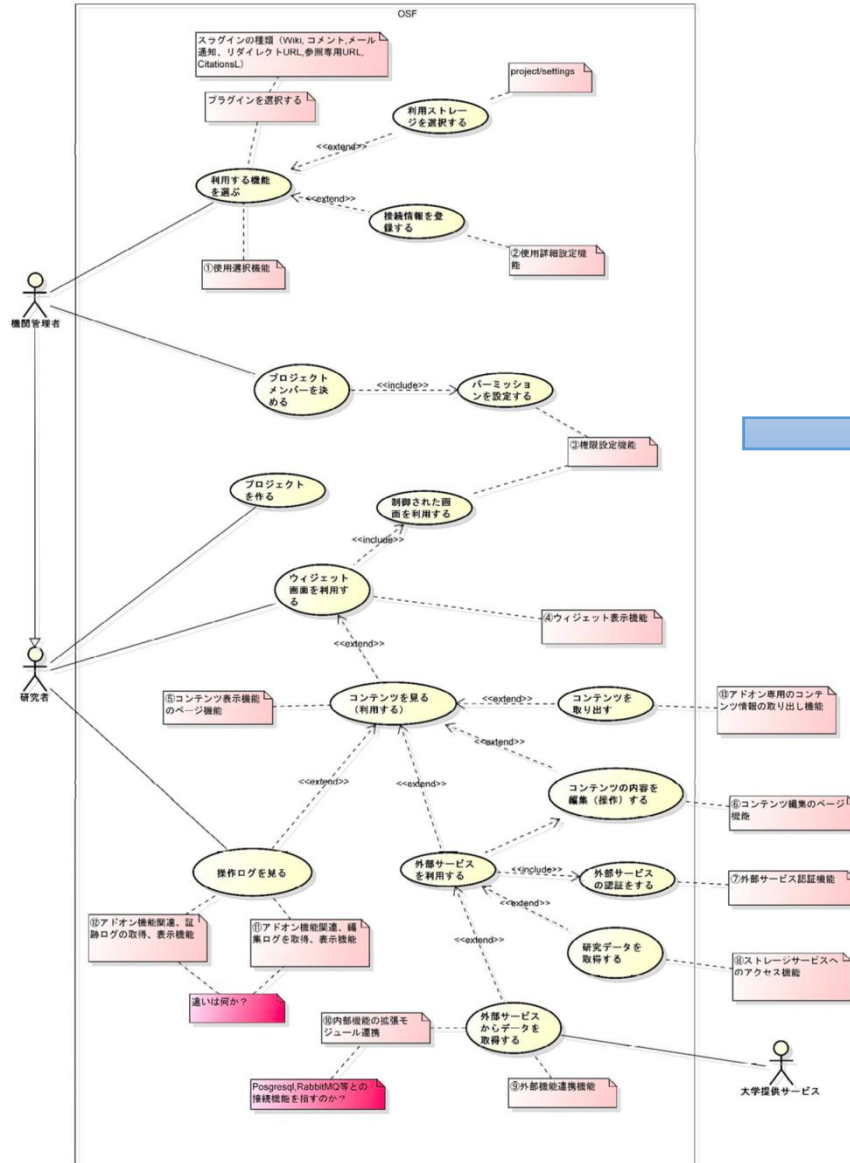 OSF
スラグインの種類（Wiki, コメント,メール
通知、リダイレクトURL,参照専用URL,
CitationsL）
プラグインを選択する
project/settings
利用ストレー
ジを選択する
<<extend>>
利用する機能
を選ぶ
<<extend>>
接続情報を登
録する
①使用選択機能
②使用詳細設定機
能
機関管理者
プロジェクト
メンバーを決
める
<<include>>
パーミッショ
ンを設定する
③権限設定機能
プロジェクト
を作る
制御された画
面を利用する
<<include>>
ウィジェット
画面を利用す
る
④ウィジェット表示機能
<<extend>>
研究者
⑤コンテンツ表示機能
のページ機能
コンテンツを見る
（利用する）
<<extend>>
コンテンツを
取り出す
⑬アドオン専用のコンテ
ンツ情報の取り出し機能
<<extend>>
<<extend>>
<<extend>>
コンテンツの内容を
編集（操作）する
⑥コンテンツ編集のページ
機能
操作ログを見る
外部サービス
を利用する
<<include>>
外部サービス
の認証をする
⑦外部サービス認証機能
<<extend>>
⑫アドオン機能関連、証
跡ログの取得、表示機能
⑪アドオン機能関連、編
集ログを取得、表示機能
<<extend>>
研究データを
取得する
⑧ストレージサービスへ
のアクセス機能
違いは何か？
⑩内部機能の拡張モ
ジュール連携
外部サービス
からデータを
取得する
Posgresql,RabbitMQ等との
接続機能を指すのか？
⑨外部機能連携機能
大学提供サービス